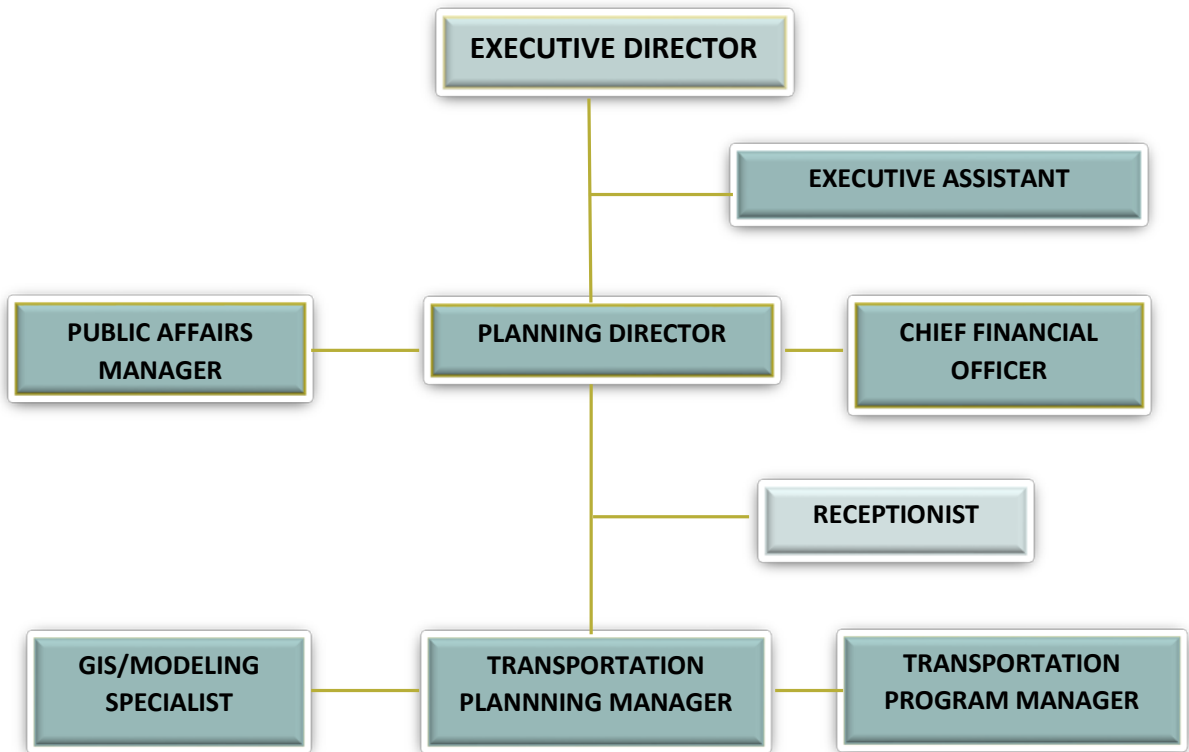 EXECUTIVE DIRECTOR
EXECUTIVE ASSISTANT
PUBLIC AFFAIRS
MANAGER
PLANNING DIRECTOR
CHIEF FINANCIAL
OFFICER
RECEPTIONIST
GIS/MODELING
SPECIALIST
TRANSPORTATION
PLANNNING MANAGER
TRANSPORTATION
PROGRAM MANAGER